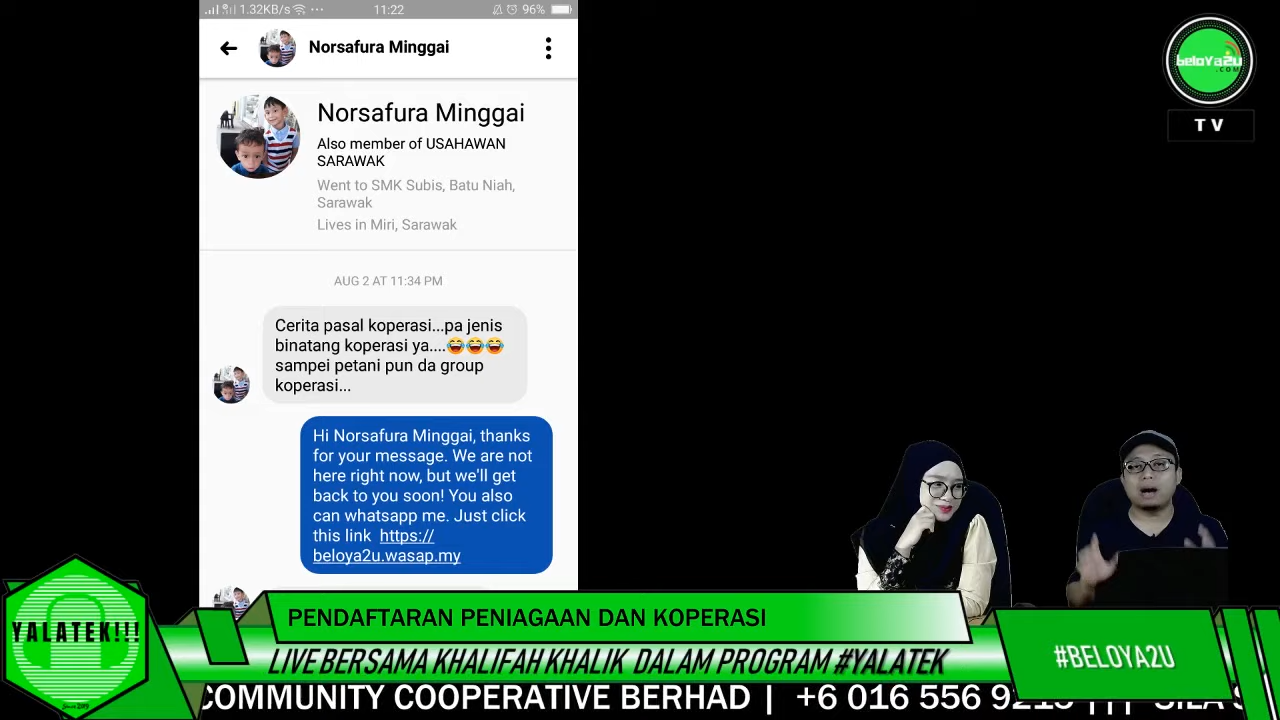 1.32KB/s
11:22
96%
Norsafura Minggai
beloYa2u
.COM
TV
Norsafura Minggai
Also member of USAHAWAN
SARAWAK
Went to SMK Subis, Batu Niah,
Sarawak
Lives in Miri, Sarawak
AUG 2 AT 11:34 PM
Cerita pasal koperasi...pa jenis
binatang koperasi ya....😂😂😂
sampei petani pun da group
koperasi...
Hi Norsafura Minggai, thanks
for your message. We are not
here right now, but we'll get
back to you soon! You also
can whatsapp me. Just click
this link https://
beloya2u.wasap.my
PENDAFTARAN PENIAGAAN DAN KOPERASI
YALATEK!!!
LIVE BERSAMA KHALIFAH KHALIK DALAM PROGRAM #YALATEK
#BELOYA2U
COMMUNITY COOPERATIVE BERHAD | +6 016 556 9213 ||| SILA